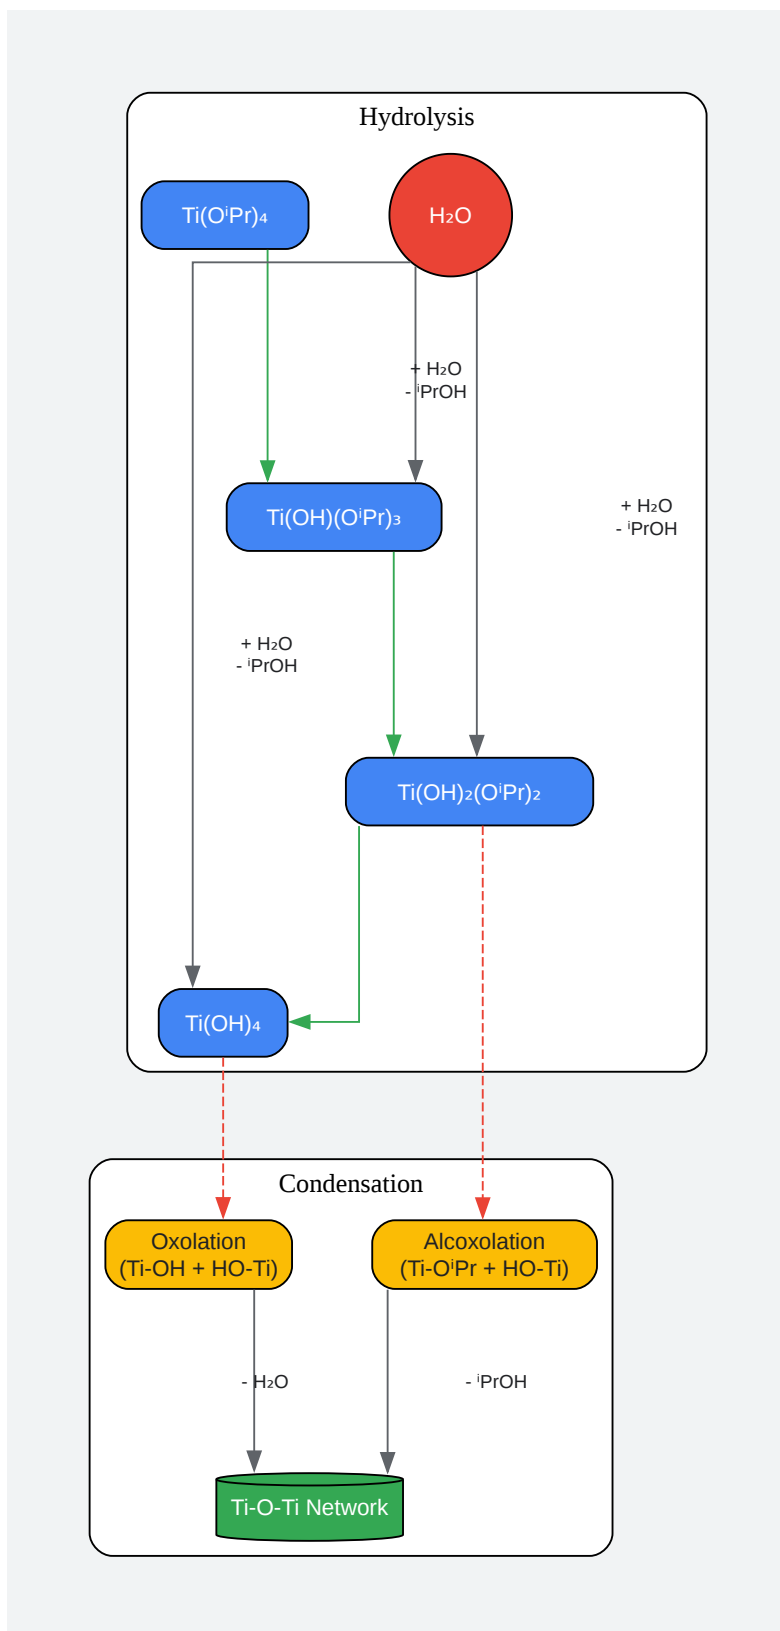 Hydrolysis
Ti(OⁱPr)₄
H₂O
+ H₂O
- ⁱPrOH
Ti(OH)(OⁱPr)₃
+ H₂O
- ⁱPrOH
+ H₂O
- ⁱPrOH
Ti(OH)₂(OⁱPr)₂
Ti(OH)₄
Condensation
Oxolation
(Ti-OH + HO-Ti)
Alcoxolation
(Ti-OⁱPr + HO-Ti)
- H₂O
- ⁱPrOH
Ti-O-Ti Network